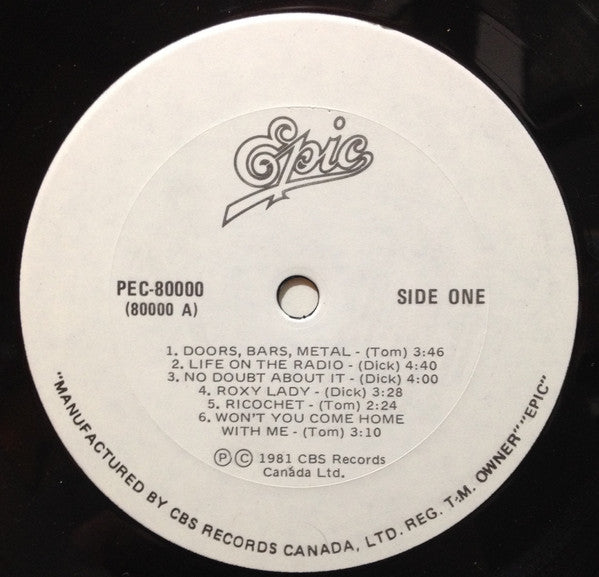 Epic
PEC-80000
(80000 A)
SIDE ONE
1. DOORS, BARS, METAL - (Tom) 3:46
2. LIFE ON THE RADIO - (Dick) 4:40
3. NO DOUBT ABOUT IT - (Dick) 4:00
4. ROXY LADY - (Dick) 3:28
5. RICOCHET - (Tom) 2:24
6. WON'T YOU COME HOME
WITH ME - (Tom) 3:10
Ⓟ Ⓒ 1981 CBS Records
Canada Ltd.
"MANUFACTURED BY CBS RECORDS CANADA, LTD. REG. T.M. OWNER" "EPIC"